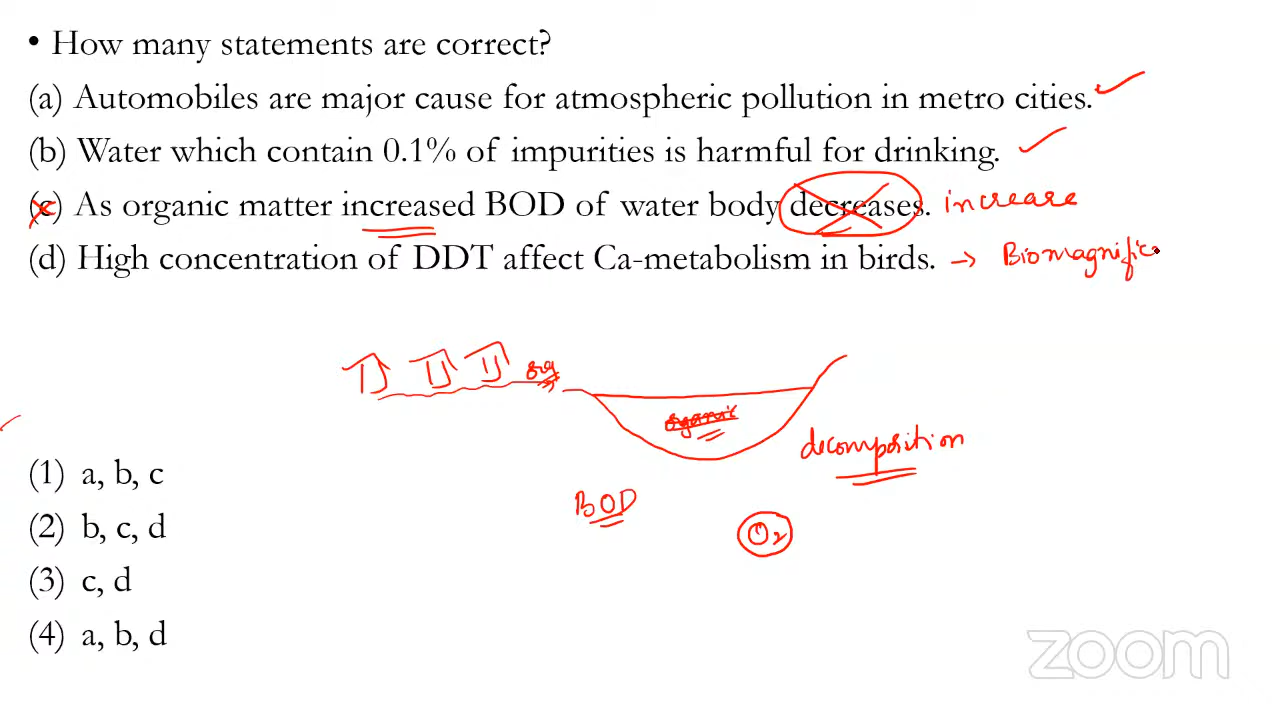 • How many statements are correct?
(a) Automobiles are major cause for atmospheric pollution in metro cities.
(b) Water which contain 0.1% of impurities is harmful for drinking.
(c) As organic matter increased BOD of water body decreases. increase
(d) High concentration of DDT affect Ca-metabolism in birds. → Biomagnific
org
organic
decomposition
BOD
O₂
(1) a, b, c
(2) b, c, d
(3) c, d
(4) a, b, d
zoom